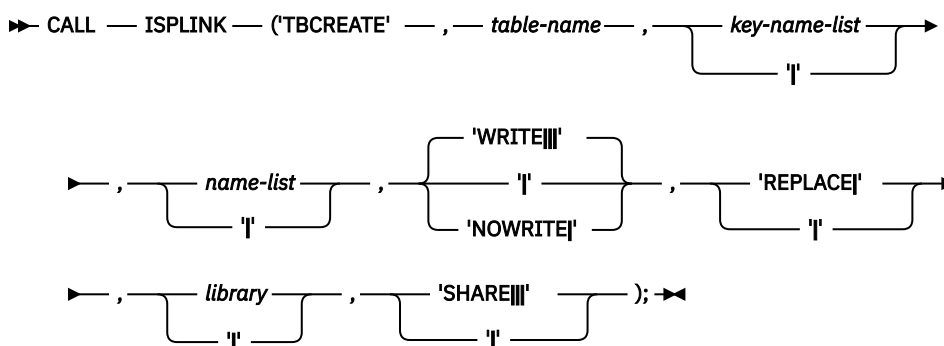 CALL ISPLINK ('TBCREATE' , table-name , key-name-list
'|'
'WRITE|||'
, name-list , '|' , 'REPLACE|'
'|' 'NOWRITE|' '|'
, library , 'SHARE|||' );
'|' '|'